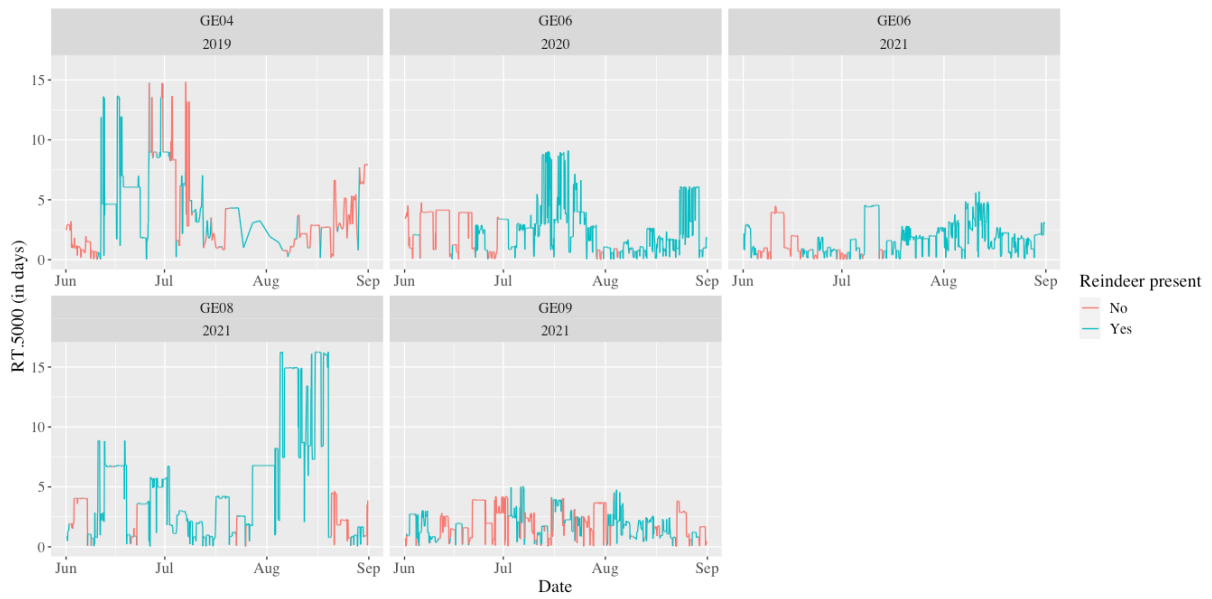 GE04
GE06
GE06
2019
2020
2021
15
10
5
0
Jun
Jul
Aug
Sep
Jun
Jul
Aug
Sep
Jun
Jul
Aug
Sep
GE08
GE09
2021
2021
15
10
5
0
Jun
Jul
Aug
Sep
Jun
Jul
Aug
Sep
RT.5000 (in days)
Date
Reindeer present
No
Yes